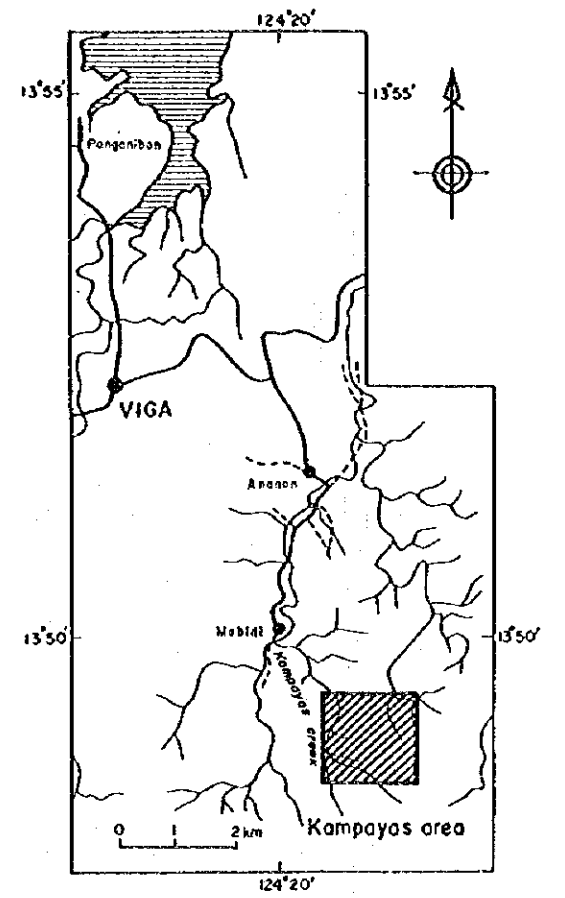 124°20'
13°55'
13°55'
Panganiban
VIGA
Ananon
Mabidi
13°50'
13°50'
Kampayas creek
0 1 2 km
Kampayas area
124°20'